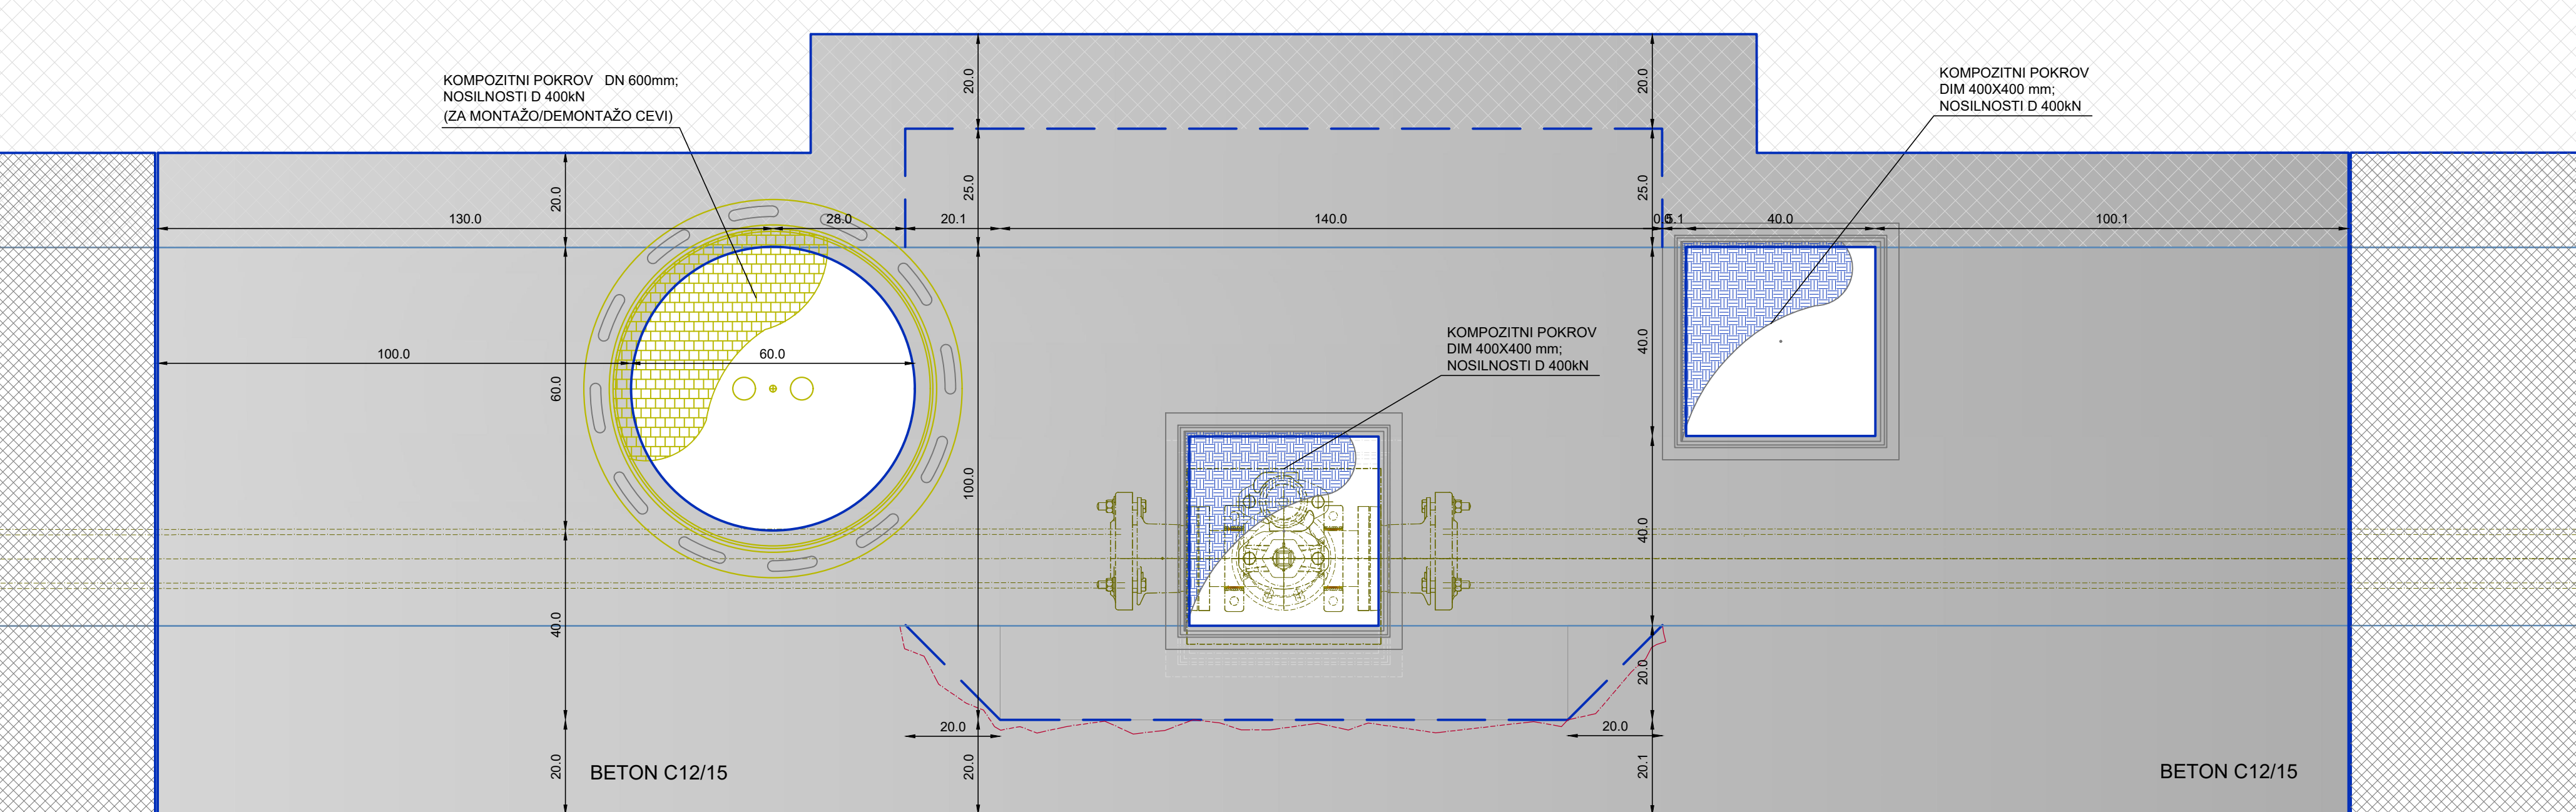 KOMPOZITNI POKROV DN 600mm;
NOSILNOSTI D 400kN
(ZA MONTAŽO/DEMONTAŽO CEVI)
KOMPOZITNI POKROV
DIM 400X400 mm;
NOSILNOSTI D 400kN
20.0
20.0
20.0
25.0
25.0
130.0
28.0
20.1
140.0
40.0
100.1
KOMPOZITNI POKROV
DIM 400X400 mm;
NOSILNOSTI D 400kN
100.0
60.0
60.0
40.0
100.0
40.0
40.0
20.0
20.0
20.0
20.0
20.0
20.1
BETON C12/15
BETON C12/15